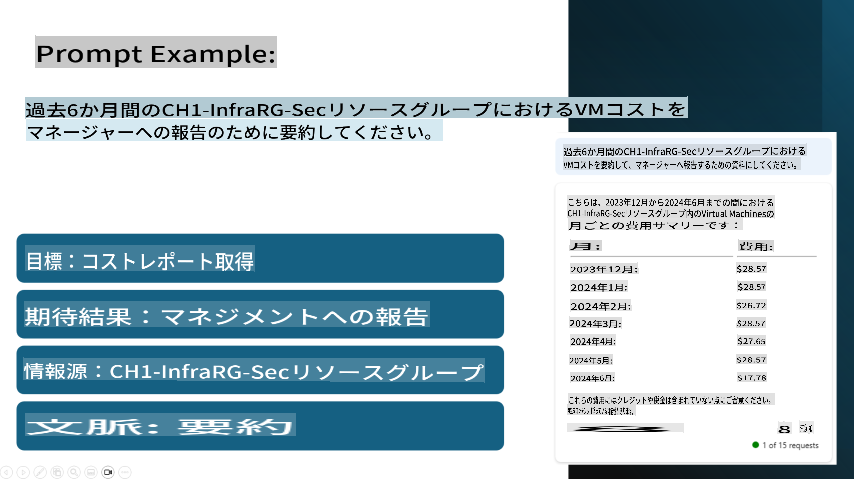 Prompt Example:
過去6か月間のCH1-InfraRG-Secリソースグループにおける​VMコストを
マネージャーへの報告のために要約してください。
目標：コストレポート取得
期待結果：マネジメントへの報告
情報源：CH1-InfraRG-Secリソースグループ
文脈: 要約
過去6か月間のCH1-InfraRG-Secリソースグループにおける
VMコストを要約して、マネージャーへ報告するための資料にしてください。
こちらは、2023年12月から2024年6月までの間における
CH1-InfraRG-Secリソースグループ内のVirtual Machinesの
月ごとの費用サマリーです：
月: 費用:
2023年12月: $28.57
2024年1月: $28.57
2024年2月: $26.72
2024年3月: $28.57
2024年4月: $27.65
2024年5月: $28.57
2024年6月: $17.78
これらの費用にはクレジットや税金は含まれていない点にご留意ください。
1 of 15 requests